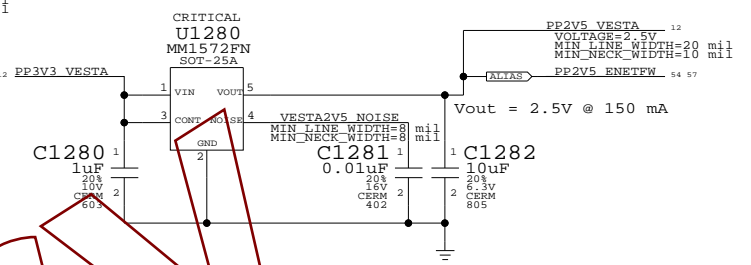 i
CRITICAL
U1280
MM1572FN
SOT-25A
PP2V5_VESTA 12
VOLTAGE=2.5V
MIN_LINE_WIDTH=20 mil
MIN_NECK_WIDTH=10 mil
12 PP3V3_VESTA
ALIAS PP2V5_ENETFW 54 57
1 VIN VOUT 5
Vout = 2.5V @ 150 mA
3 CONT NOISE 4
VESTA2V5_NOISE
MIN_LINE_WIDTH=8 mil
MIN_NECK_WIDTH=8 mil
GND
2
C1280 1
1uF
20%
10V 2
CERM
603
C1281 1
0.01uF
20%
16V 2
CERM
402
1 C1282
10uF
20%
2 6.3V
CERM
805